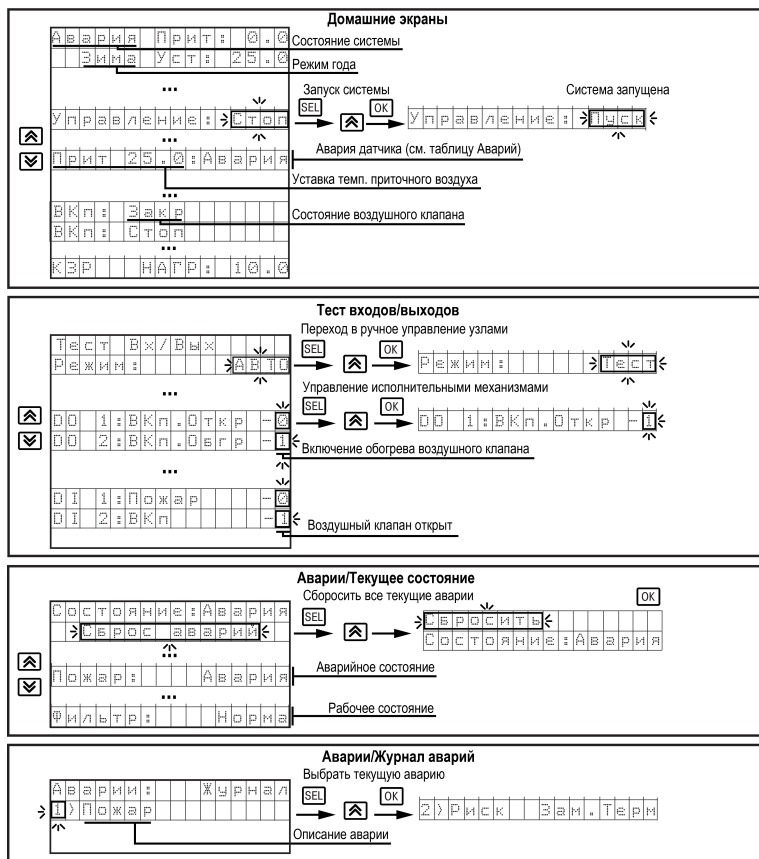 Домашние экраны
Авария Прит: 0.0
Состояние системы
Зима Уст: 25.0
Режим года
...
Запуск системы
Система запущена
SEL
OK
Управление: Стоп
Управление: Пуск
Прит 25.0:Авария
Авария датчика (см. таблицу Аварий)
Уставка темп. приточного воздуха
...
ВКп: Закр
Состояние воздушного клапана
ВКп: Стоп
...
КЗР НАГР: 10.0
Тест входов/выходов
Переход в ручное управление узлами
Тест Вх/Вых
SEL
OK
Режим: АВТО
Режим: Тест
...
Управление исполнительными механизмами
SEL
OK
DO 1:ВКп.Откр -0
DO 1:ВКп.Откр -1
DO 2:ВКп.Обгр -1
Включение обогрева воздушного клапана
...
DI 1:Пожар -0
DI 2:ВКп -1
Воздушный клапан открыт
Аварии/Текущее состояние
Сбросить все текущие аварии
OK
Состояние:Авария
SEL
Сбросить
Сброс аварий
Состояние:Авария
...
Пожар: Авария
Аварийное состояние
...
Рабочее состояние
Фильтр: Норма
Аварии/Журнал аварий
Выбрать текущую аварию
Аварии: Журнал
SEL
OK
1)Пожар
2)Риск Зам.Терм
Описание аварии